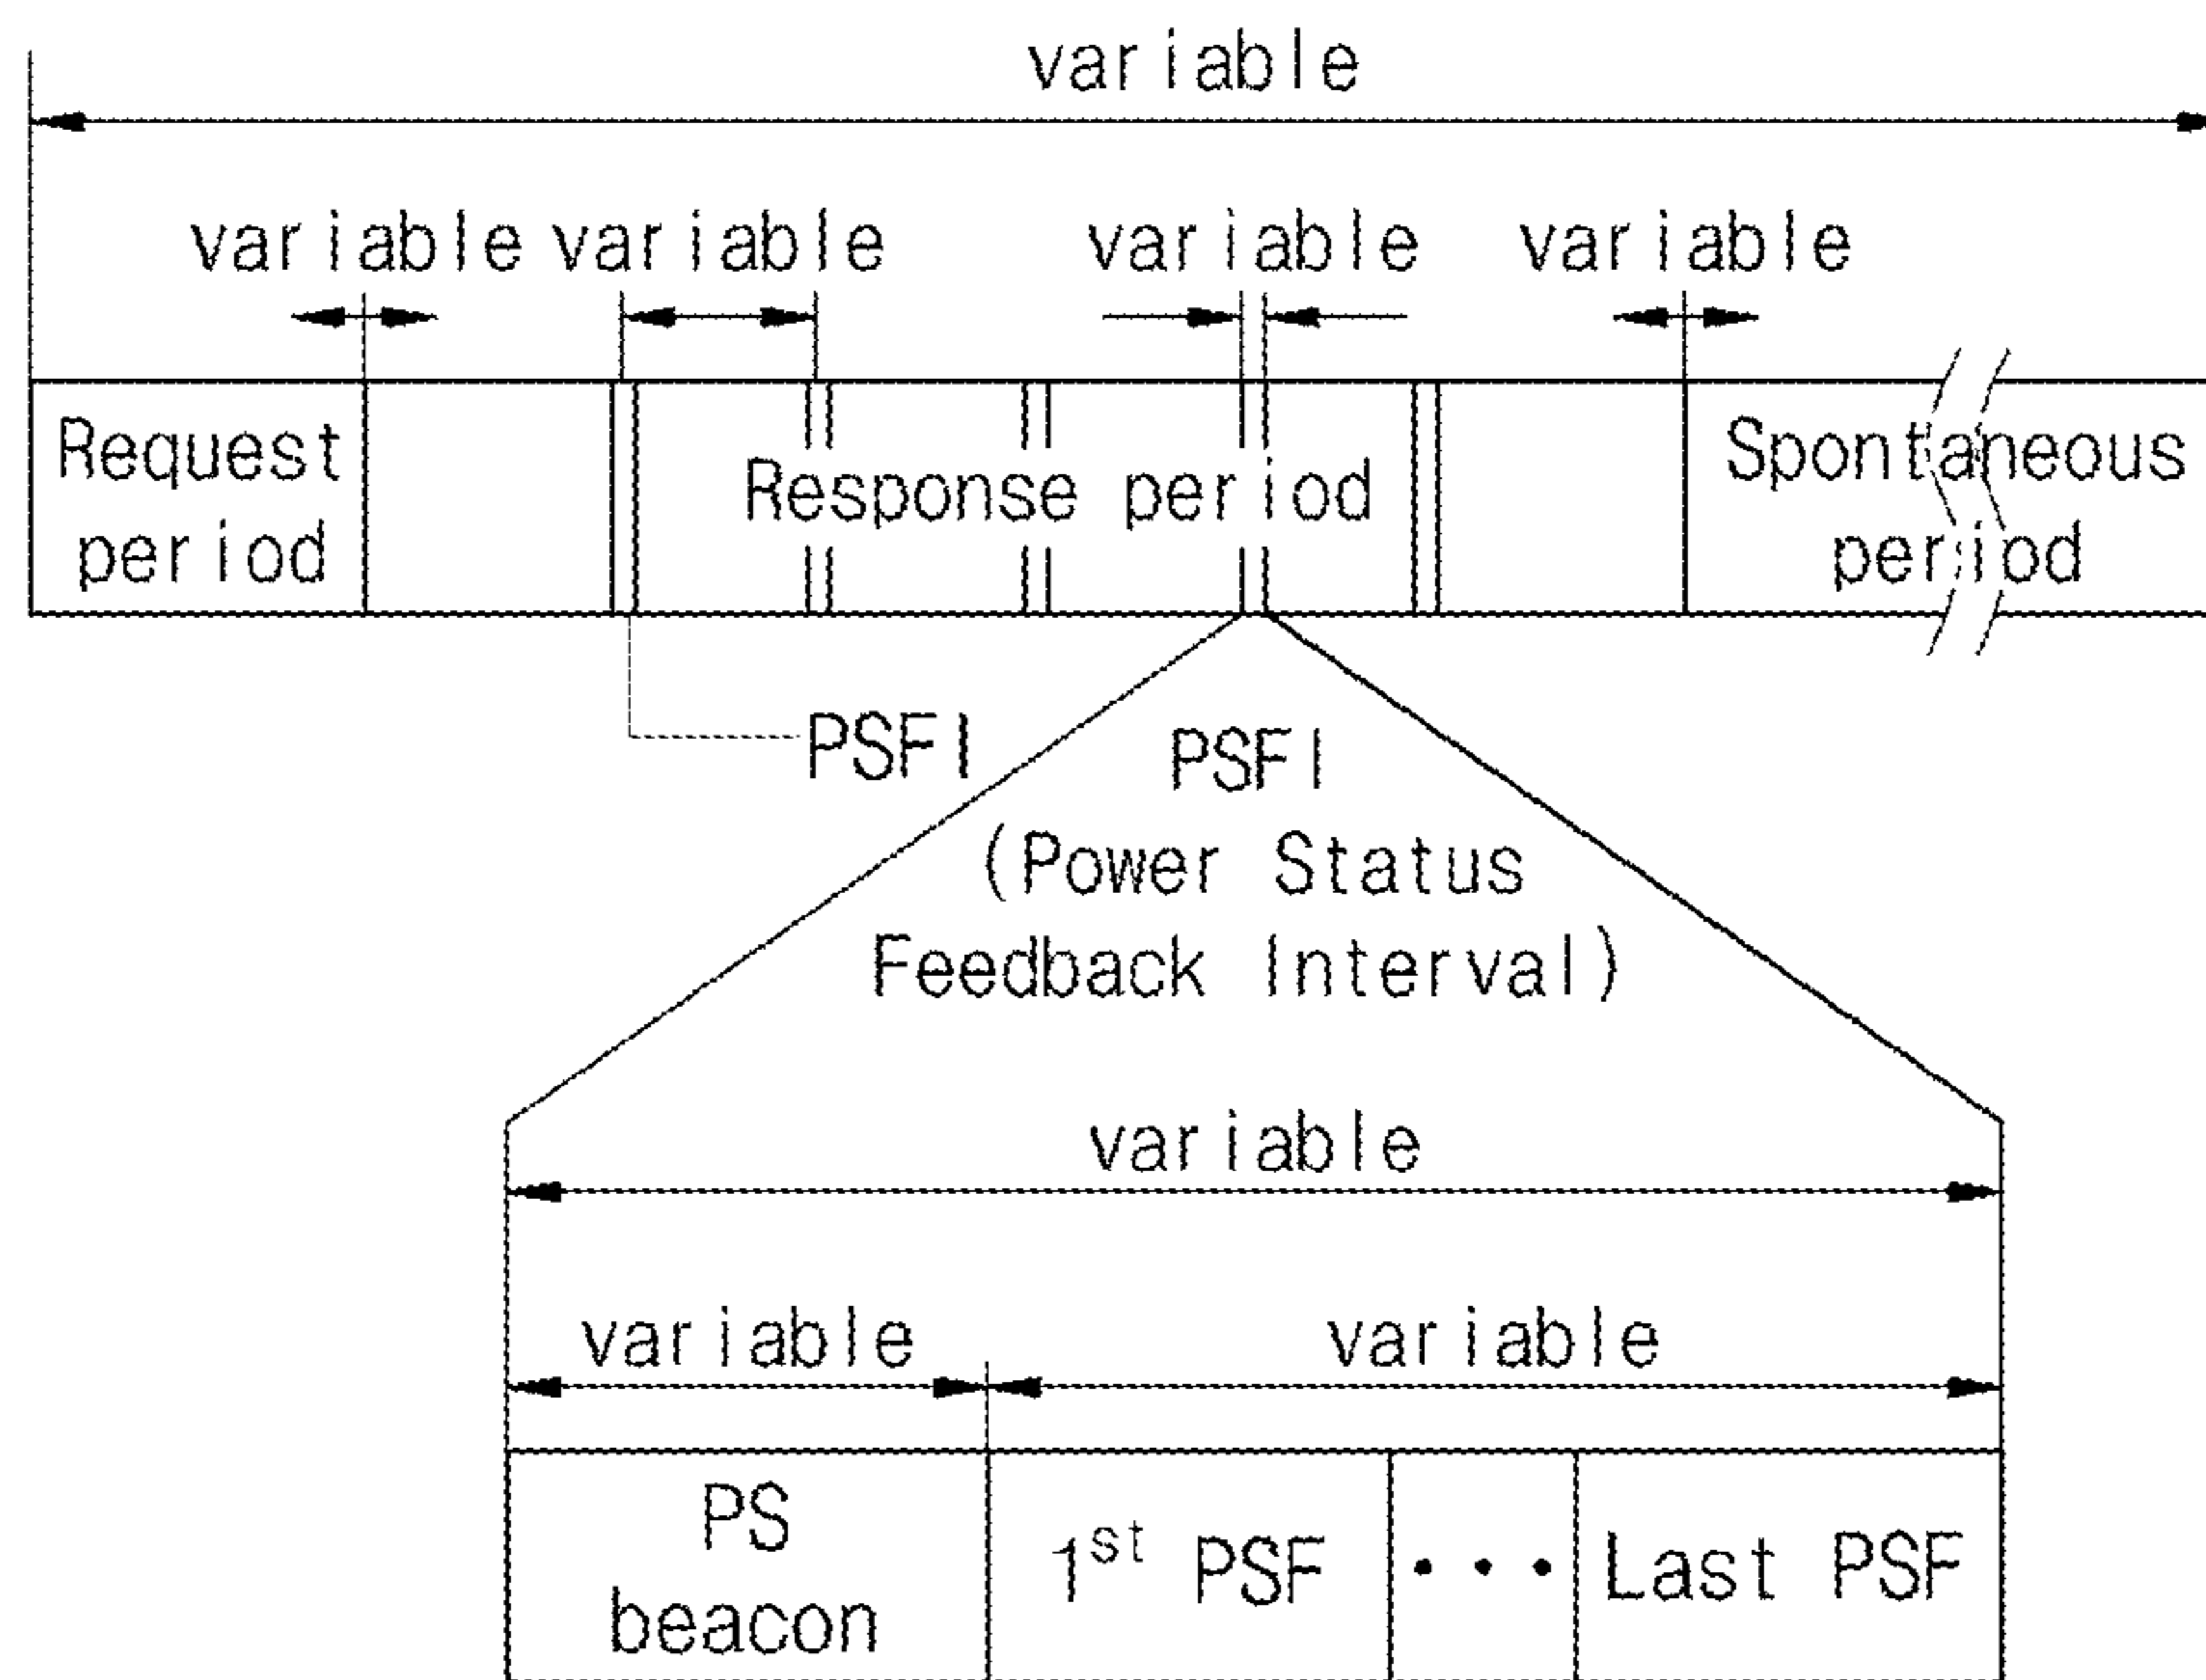 variable
variable variable variable variable
Request
period
Response period
Spontaneous
period
PSFI
PSFI
(Power Status
Feedback Interval)
variable
variable variable
PS
beacon
1st PSF
• • •
Last PSF